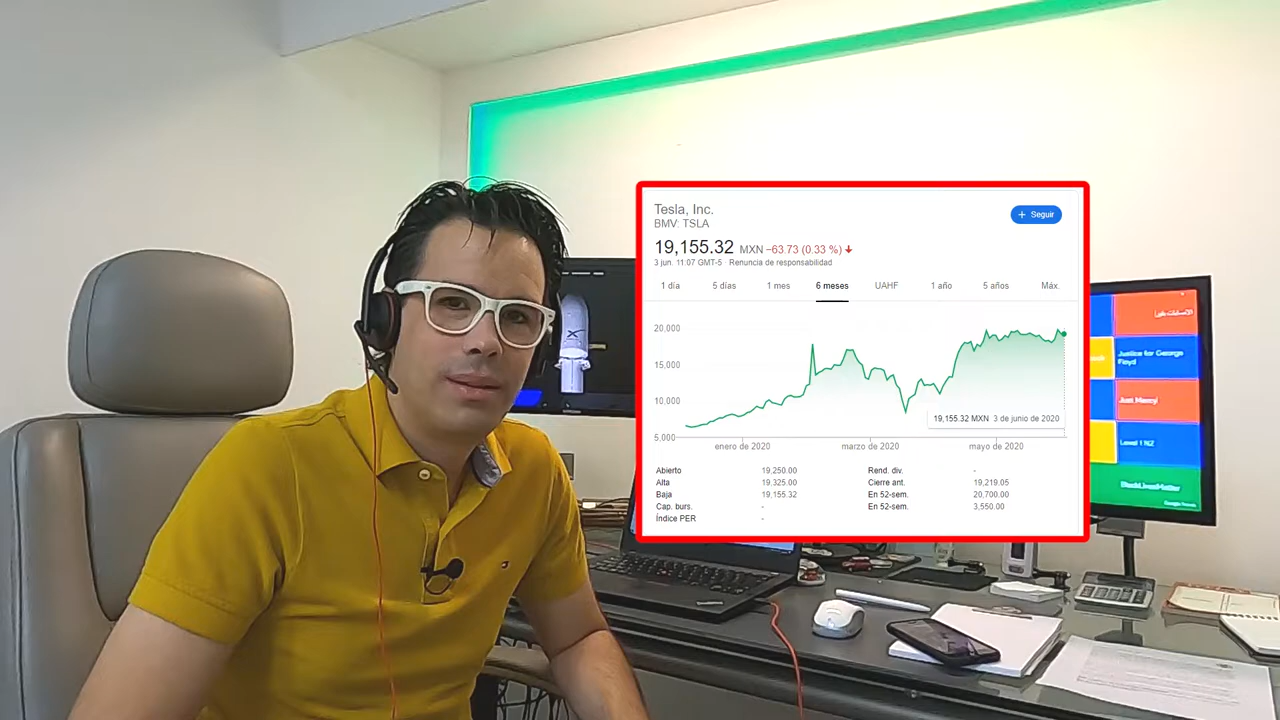 Tesla, Inc.
BMV: TSLA
+ Seguir
19,155.32 MXN −63.73 (0.33 %)
3 jun. 11:07 GMT-5 · Renuncia de responsabilidad
1 día 5 días 1 mes 6 meses UAHF 1 año 5 años Máx.
20,000
15,000
10,000
5,000
19,155.32 MXN 3 de junio de 2020
enero de 2020 marzo de 2020 mayo de 2020
Abierto 19,250.00 Rend. div. -
Alta 19,325.00 Cierre ant. 19,219.05
Baja 19,155.32 En 52-sem. 20,700.00
Cap. burs. - En 52-sem. 3,550.00
Índice PER -
X
Justice for George
Floyd
Just Mercy
Level 1 NZ
BlackLivesMatter
Google Trends